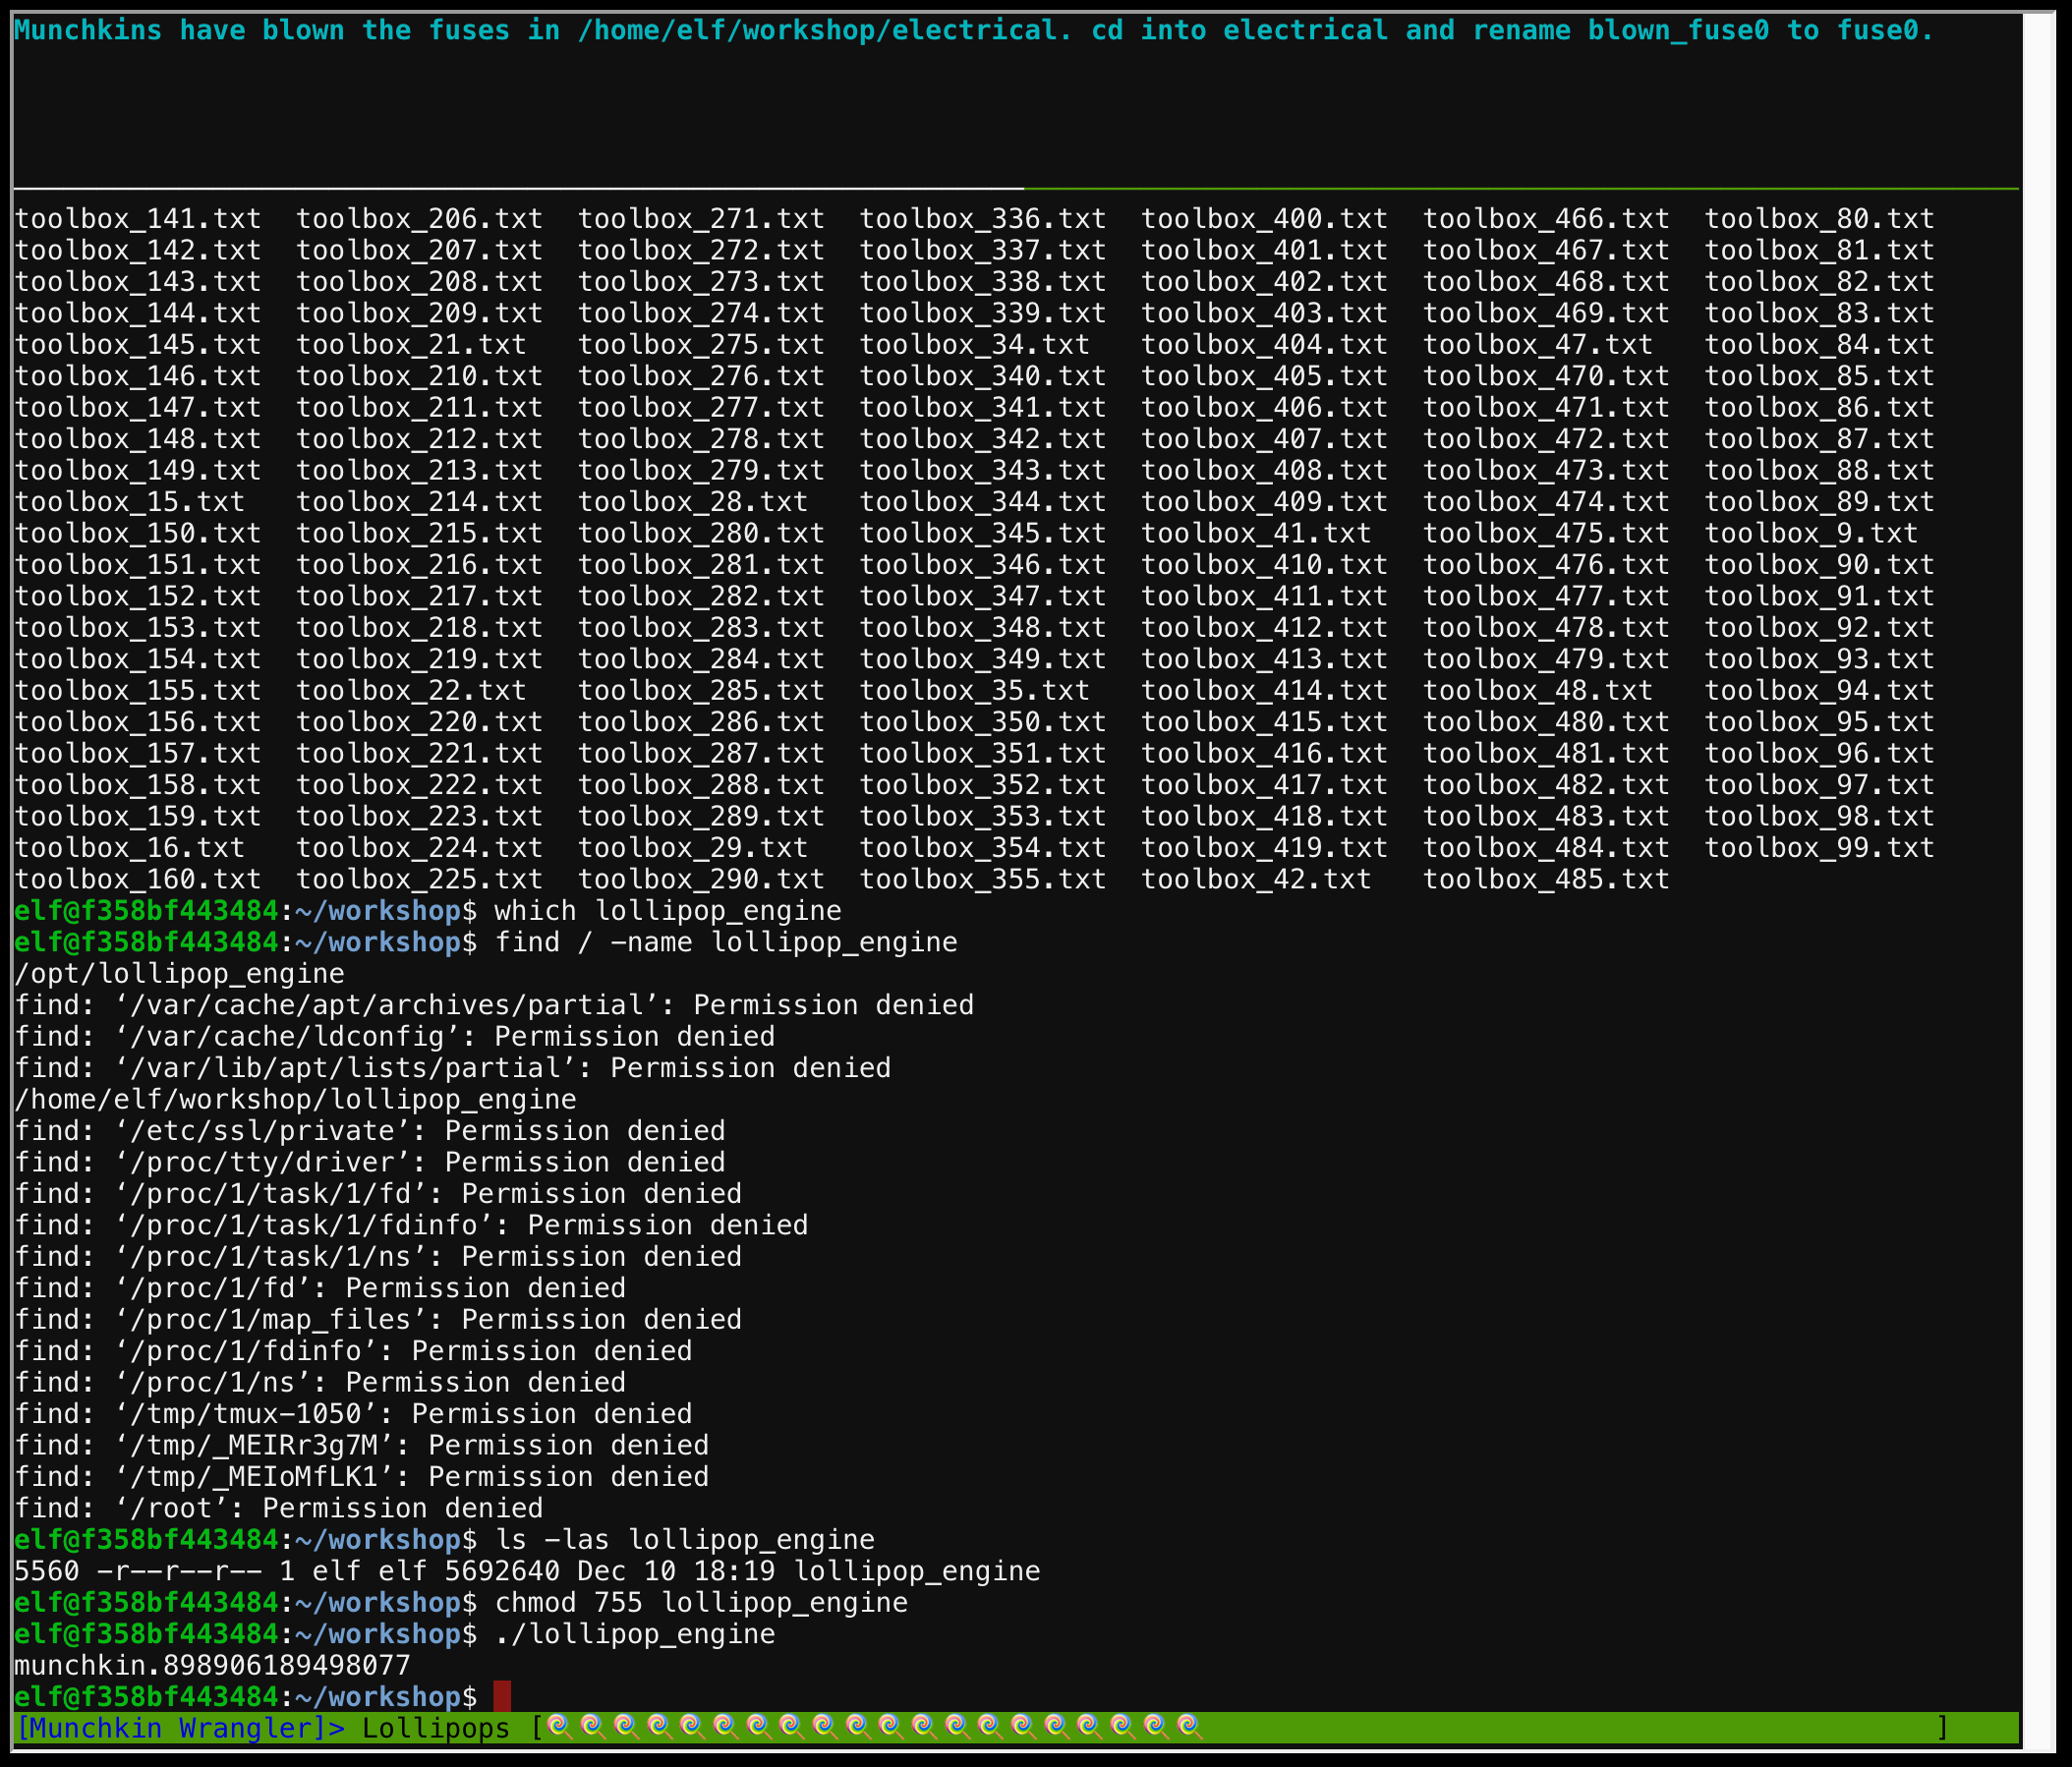 Munchkins have blown the fuses in /home/elf/workshop/electrical. cd into electrical and rename blown_fuse0 to fuse0.
toolbox_141.txt  toolbox_206.txt  toolbox_271.txt  toolbox_336.txt  toolbox_400.txt  toolbox_466.txt  toolbox_80.txt
toolbox_142.txt  toolbox_207.txt  toolbox_272.txt  toolbox_337.txt  toolbox_401.txt  toolbox_467.txt  toolbox_81.txt
toolbox_143.txt  toolbox_208.txt  toolbox_273.txt  toolbox_338.txt  toolbox_402.txt  toolbox_468.txt  toolbox_82.txt
toolbox_144.txt  toolbox_209.txt  toolbox_274.txt  toolbox_339.txt  toolbox_403.txt  toolbox_469.txt  toolbox_83.txt
toolbox_145.txt  toolbox_21.txt   toolbox_275.txt  toolbox_34.txt   toolbox_404.txt  toolbox_47.txt   toolbox_84.txt
toolbox_146.txt  toolbox_210.txt  toolbox_276.txt  toolbox_340.txt  toolbox_405.txt  toolbox_470.txt  toolbox_85.txt
toolbox_147.txt  toolbox_211.txt  toolbox_277.txt  toolbox_341.txt  toolbox_406.txt  toolbox_471.txt  toolbox_86.txt
toolbox_148.txt  toolbox_212.txt  toolbox_278.txt  toolbox_342.txt  toolbox_407.txt  toolbox_472.txt  toolbox_87.txt
toolbox_149.txt  toolbox_213.txt  toolbox_279.txt  toolbox_343.txt  toolbox_408.txt  toolbox_473.txt  toolbox_88.txt
toolbox_15.txt   toolbox_214.txt  toolbox_28.txt   toolbox_344.txt  toolbox_409.txt  toolbox_474.txt  toolbox_89.txt
toolbox_150.txt  toolbox_215.txt  toolbox_280.txt  toolbox_345.txt  toolbox_41.txt   toolbox_475.txt  toolbox_9.txt
toolbox_151.txt  toolbox_216.txt  toolbox_281.txt  toolbox_346.txt  toolbox_410.txt  toolbox_476.txt  toolbox_90.txt
toolbox_152.txt  toolbox_217.txt  toolbox_282.txt  toolbox_347.txt  toolbox_411.txt  toolbox_477.txt  toolbox_91.txt
toolbox_153.txt  toolbox_218.txt  toolbox_283.txt  toolbox_348.txt  toolbox_412.txt  toolbox_478.txt  toolbox_92.txt
toolbox_154.txt  toolbox_219.txt  toolbox_284.txt  toolbox_349.txt  toolbox_413.txt  toolbox_479.txt  toolbox_93.txt
toolbox_155.txt  toolbox_22.txt   toolbox_285.txt  toolbox_35.txt   toolbox_414.txt  toolbox_48.txt   toolbox_94.txt
toolbox_156.txt  toolbox_220.txt  toolbox_286.txt  toolbox_350.txt  toolbox_415.txt  toolbox_480.txt  toolbox_95.txt
toolbox_157.txt  toolbox_221.txt  toolbox_287.txt  toolbox_351.txt  toolbox_416.txt  toolbox_481.txt  toolbox_96.txt
toolbox_158.txt  toolbox_222.txt  toolbox_288.txt  toolbox_352.txt  toolbox_417.txt  toolbox_482.txt  toolbox_97.txt
toolbox_159.txt  toolbox_223.txt  toolbox_289.txt  toolbox_353.txt  toolbox_418.txt  toolbox_483.txt  toolbox_98.txt
toolbox_16.txt   toolbox_224.txt  toolbox_29.txt   toolbox_354.txt  toolbox_419.txt  toolbox_484.txt  toolbox_99.txt
toolbox_160.txt  toolbox_225.txt  toolbox_290.txt  toolbox_355.txt  toolbox_42.txt   toolbox_485.txt
elf@f358bf443484:~/workshop$ which lollipop_engine
elf@f358bf443484:~/workshop$ find / -name lollipop_engine
/opt/lollipop_engine
find: ‘/var/cache/apt/archives/partial’: Permission denied
find: ‘/var/cache/ldconfig’: Permission denied
find: ‘/var/lib/apt/lists/partial’: Permission denied
/home/elf/workshop/lollipop_engine
find: ‘/etc/ssl/private’: Permission denied
find: ‘/proc/tty/driver’: Permission denied
find: ‘/proc/1/task/1/fd’: Permission denied
find: ‘/proc/1/task/1/fdinfo’: Permission denied
find: ‘/proc/1/task/1/ns’: Permission denied
find: ‘/proc/1/fd’: Permission denied
find: ‘/proc/1/map_files’: Permission denied
find: ‘/proc/1/fdinfo’: Permission denied
find: ‘/proc/1/ns’: Permission denied
find: ‘/tmp/tmux-1050’: Permission denied
find: ‘/tmp/_MEIRr3g7M’: Permission denied
find: ‘/tmp/_MEIoMfLK1’: Permission denied
find: ‘/root’: Permission denied
elf@f358bf443484:~/workshop$ ls -las lollipop_engine
5560 -r--r--r-- 1 elf elf 5692640 Dec 10 18:19 lollipop_engine
elf@f358bf443484:~/workshop$ chmod 755 lollipop_engine
elf@f358bf443484:~/workshop$ ./lollipop_engine
munchkin.898906189498077
elf@f358bf443484:~/workshop$
[Munchkin Wrangler]> Lollipops [🍭🍭🍭🍭🍭🍭🍭🍭🍭🍭🍭🍭🍭🍭🍭🍭🍭🍭🍭🍭 ]